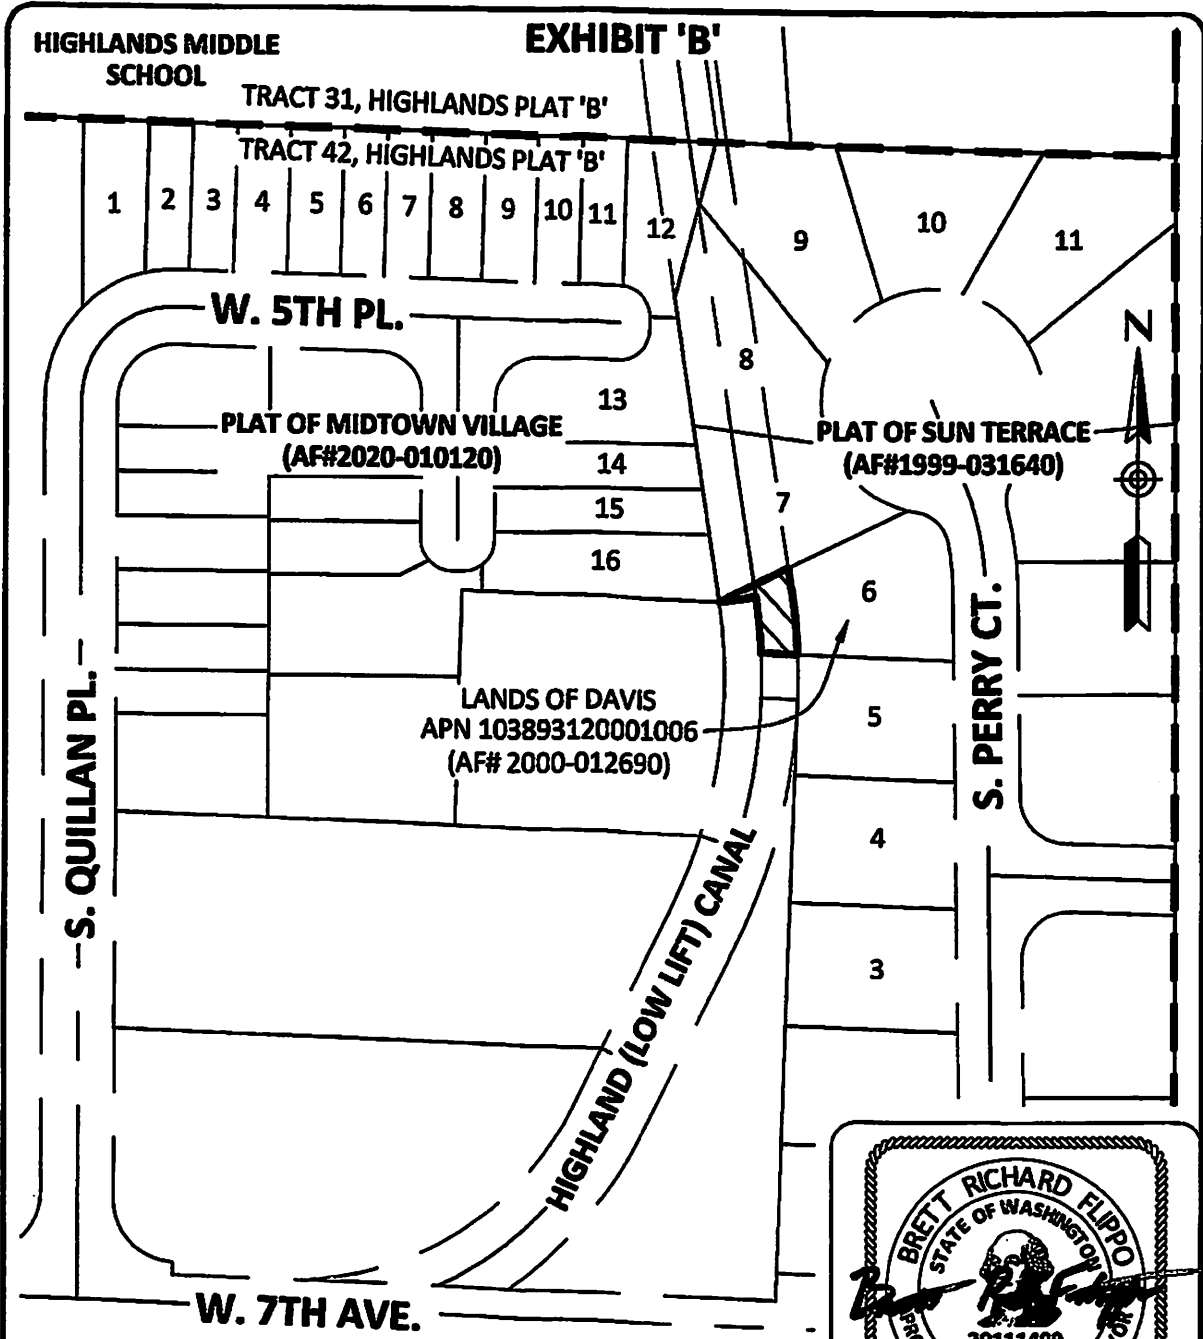 EXHIBIT 'B'
HIGHLANDS MIDDLE
SCHOOL
TRACT 31, HIGHLANDS PLAT 'B'
TRACT 42, HIGHLANDS PLAT 'B'
1 2 3 4 5 6 7 8 9 10 11 12
9 10 11
W. 5TH PL.
N
8
13
PLAT OF MIDTOWN VILLAGE
(AF#2020-010120)
PLAT OF SUN TERRACE
(AF#1999-031640)
14
15
7
16
6
LANDS OF DAVIS
APN 103893120001006
(AF# 2000-012690)
5
S. QUILLAN PL.
S. PERRY CT.
4
HIGHLAND (LOW LIFT) CANAL
3
W. 7TH AVE.
BRETT RICHARD FLIPPO
STATE OF WASHINGTON